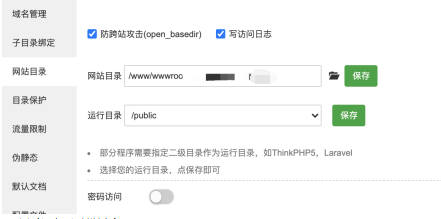 域名管理
子目录绑定
网站目录
目录保护
流量限制
伪静态
默认文档
防跨站攻击(open_basedir) 写访问日志
网站目录 /www/wwwroo 保存
运行目录 /public 保存
部分程序需要指定二级目录作为运行目录，如ThinkPHP5，Laravel
选择您的运行目录，点保存即可
密码访问